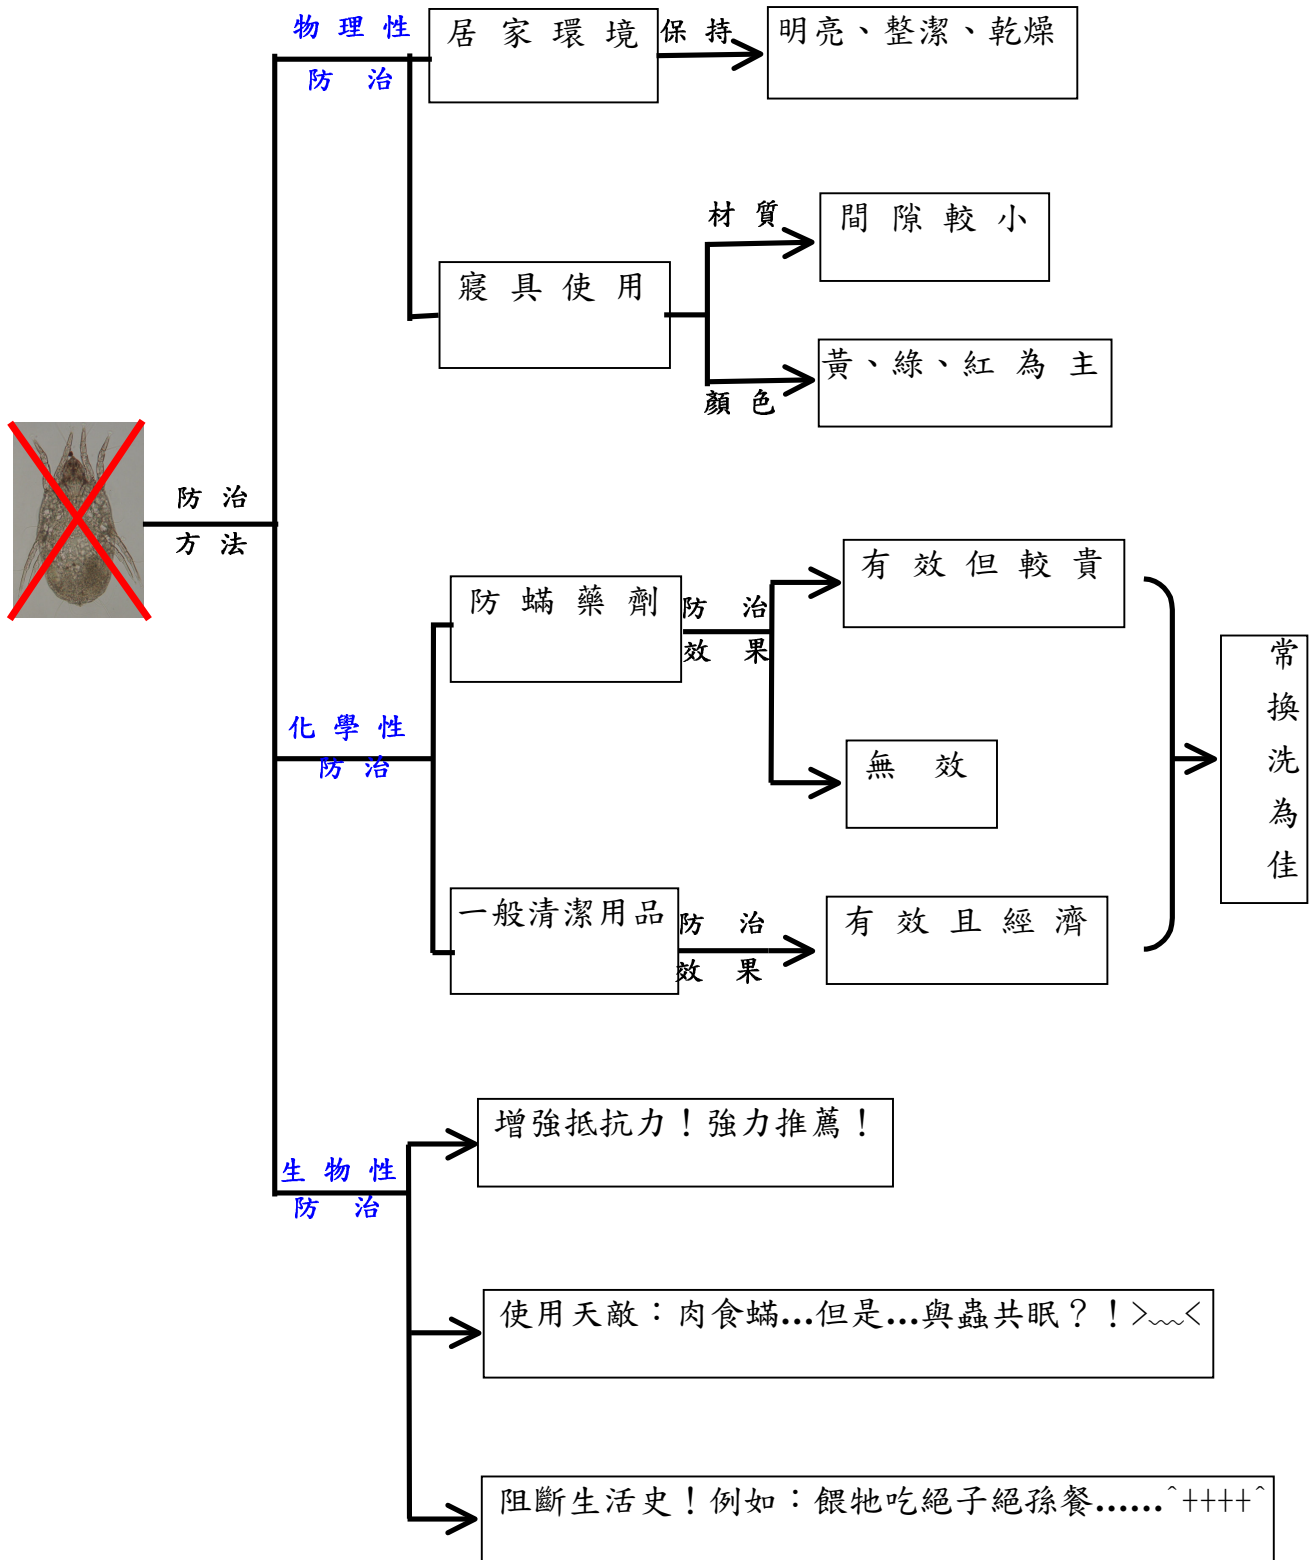 物理性
防治
居家環境
保持
明亮、整潔、乾燥
材質
間隙較小
寢具使用
黃、綠、紅為主
顏色
防治
方法
防蟎藥劑
防治
效果
有效但較貴
無效
化學性
防治
一般清潔用品
防治
效果
有效且經濟
常換洗為佳
增強抵抗力！強力推薦！
生物性
防治
使用天敵：肉食蟎…但是…與蟲共眠？！>﹏<
阻斷生活史！例如：餵牠吃絕子絕孫餐……^++++^